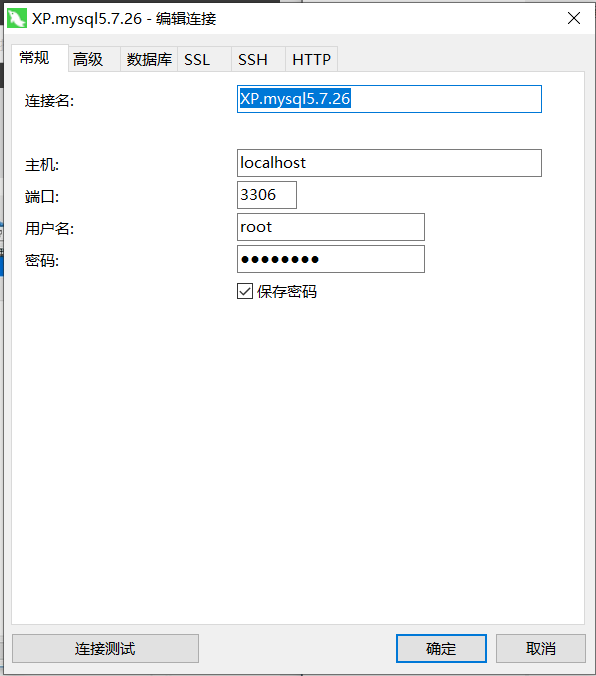 XP.mysql5.7.26 - 编辑连接
常规 高级 数据库 SSL SSH HTTP
连接名: XP.mysql5.7.26
主机: localhost
端口: 3306
用户名: root
密码: ●●●●●●●●
保存密码
连接测试 确定 取消